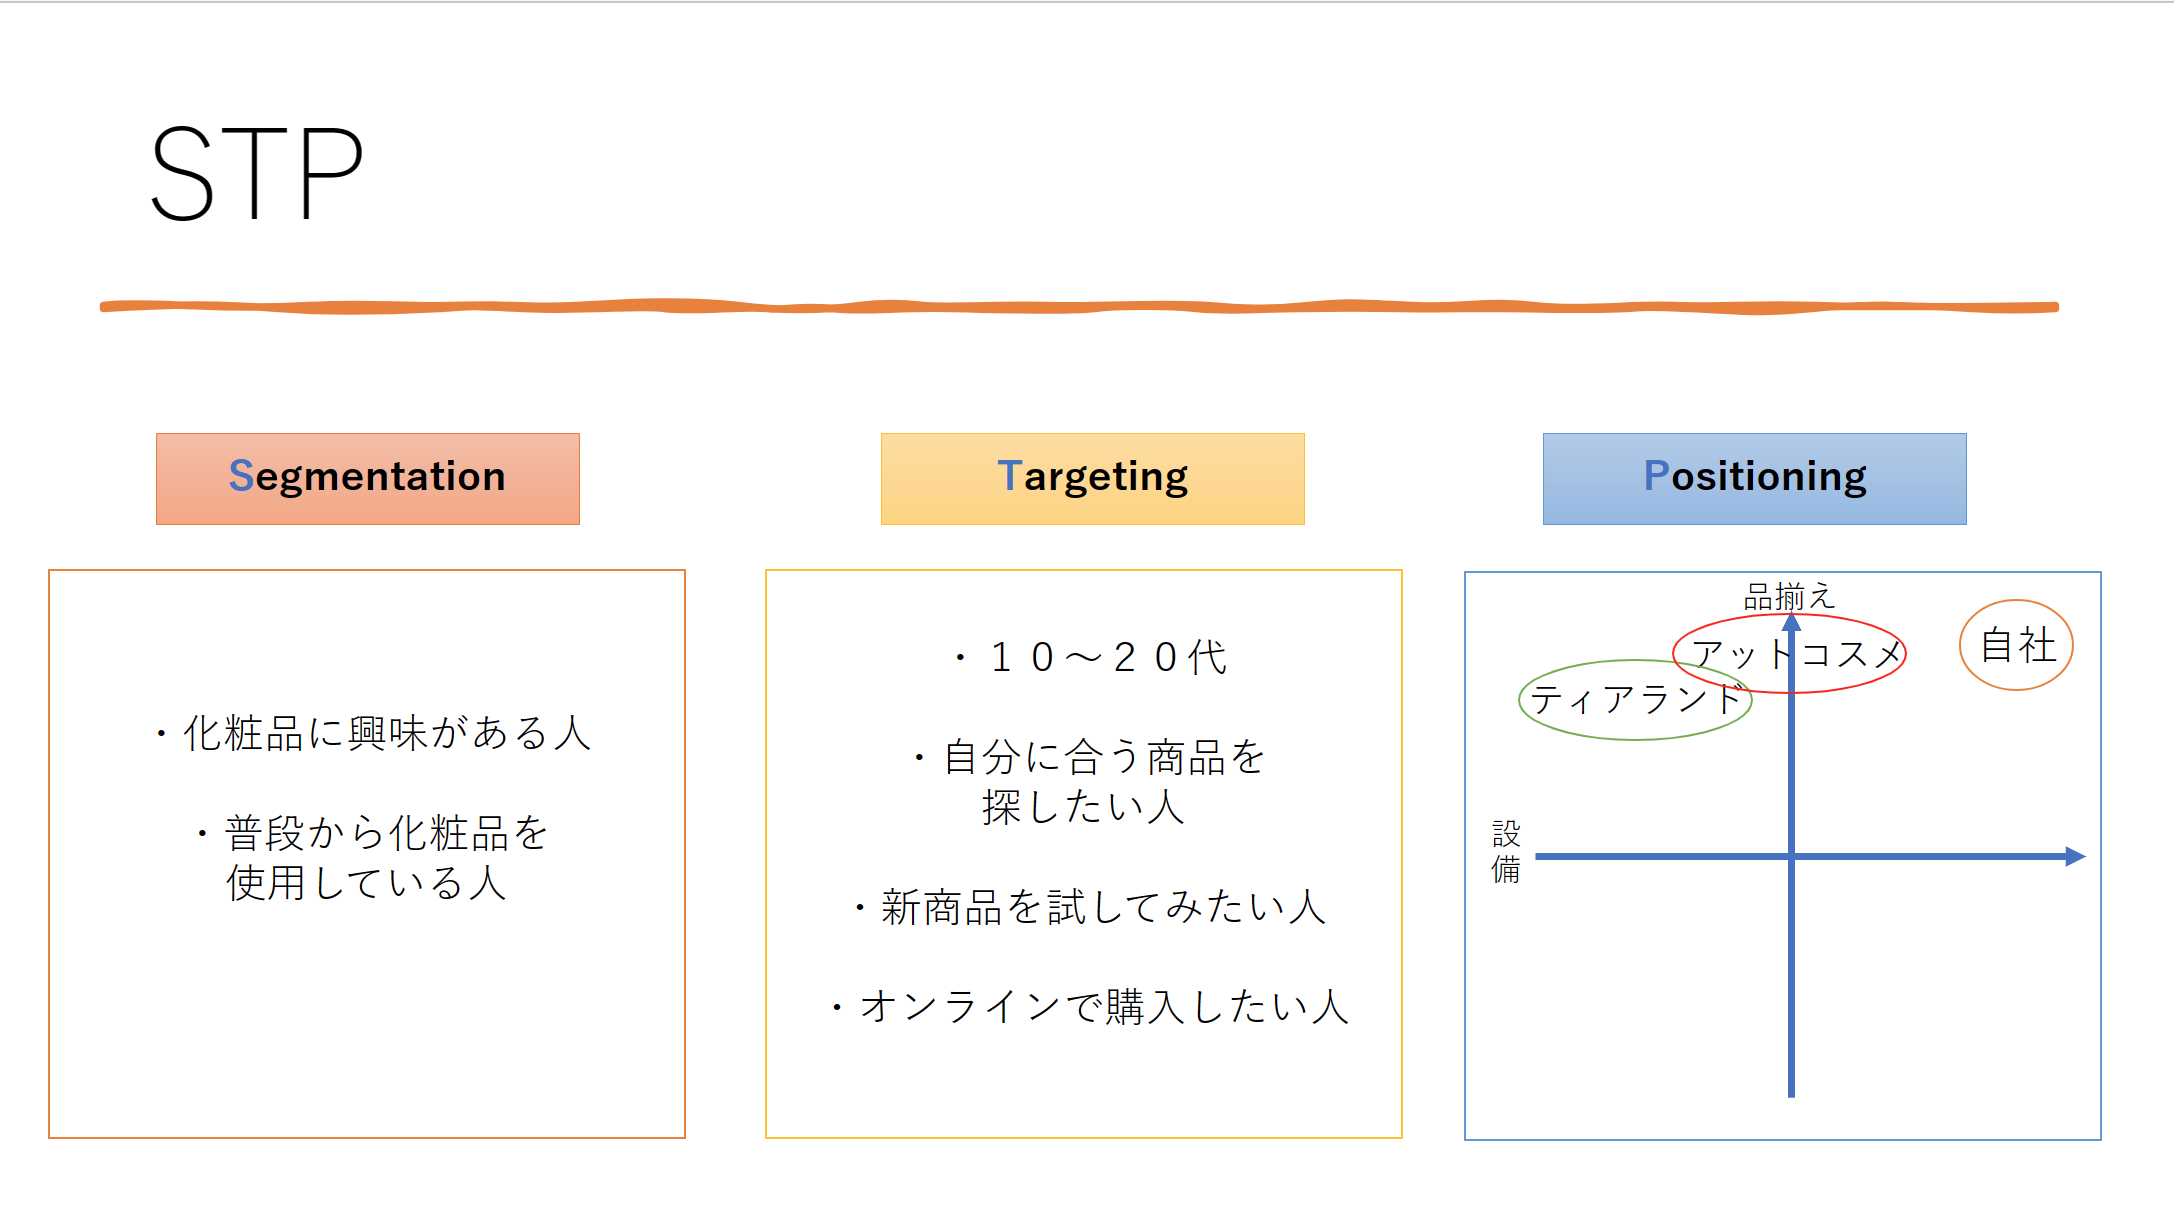 STP
Segmentation
・化粧品に興味がある人
・普段から化粧品を
使用している人
Targeting
・１０～２０代
・自分に合う商品を
探したい人
・新商品を試してみたい人
・オンラインで購入したい人
Positioning
品揃え
アットコスメ
自社
ティアランド
設
備